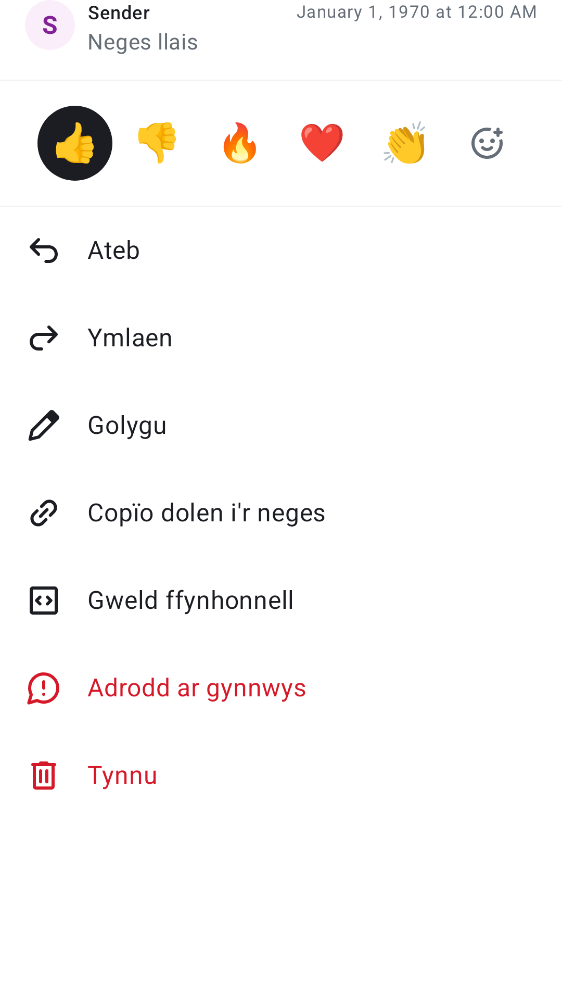 S
Sender
January 1, 1970 at 12:00 AM
Neges llais
Ateb
Ymlaen
Golygu
Copïo dolen i'r neges
Gweld ffynhonnell
Adrodd ar gynnwys
Tynnu